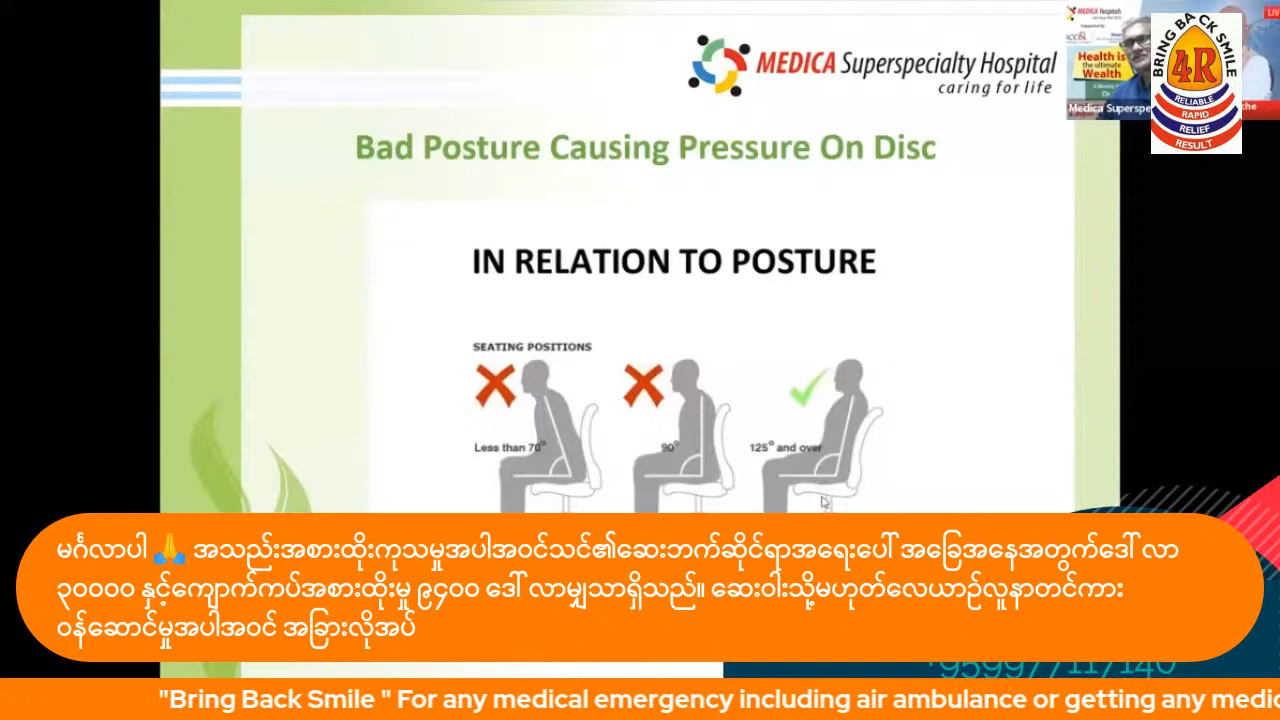 MEDICA Superspecialty Hospital
caring for life
Bad Posture Causing Pressure On Disc
IN RELATION TO POSTURE
SEATING POSITIONS
Less than 70°
90°
125° and over
MEDICA Hospitals
Health is
the ultimate
Wealth
Medica Superspe
LIV
BRING BACK SMILE
4R
RELIABLE
RAPID
RELIEF
RESULT
မင်္ဂလာပါ 🙏 အသည်းအစားထိုးကုသမှုအပါအဝင်သင်၏ဆေးဘက်ဆိုင်ရာအရေးပေါ် အခြေအနေအတွက်ဒေါ် လာ
၃၀၀၀၀ နှင့်ကျောက်ကပ်အစားထိုးမှု ၉၄၀၀ ဒေါ် လာမျှသာရှိသည်။ ဆေးဝါးသို့မဟုတ်လေယာဉ်လူနာတင်ကား
ဝန်ဆောင်မှုအပါအဝင် အခြားလိုအပ်
+959977117140
"Bring Back Smile " For any medical emergency including air ambulance or getting any medic